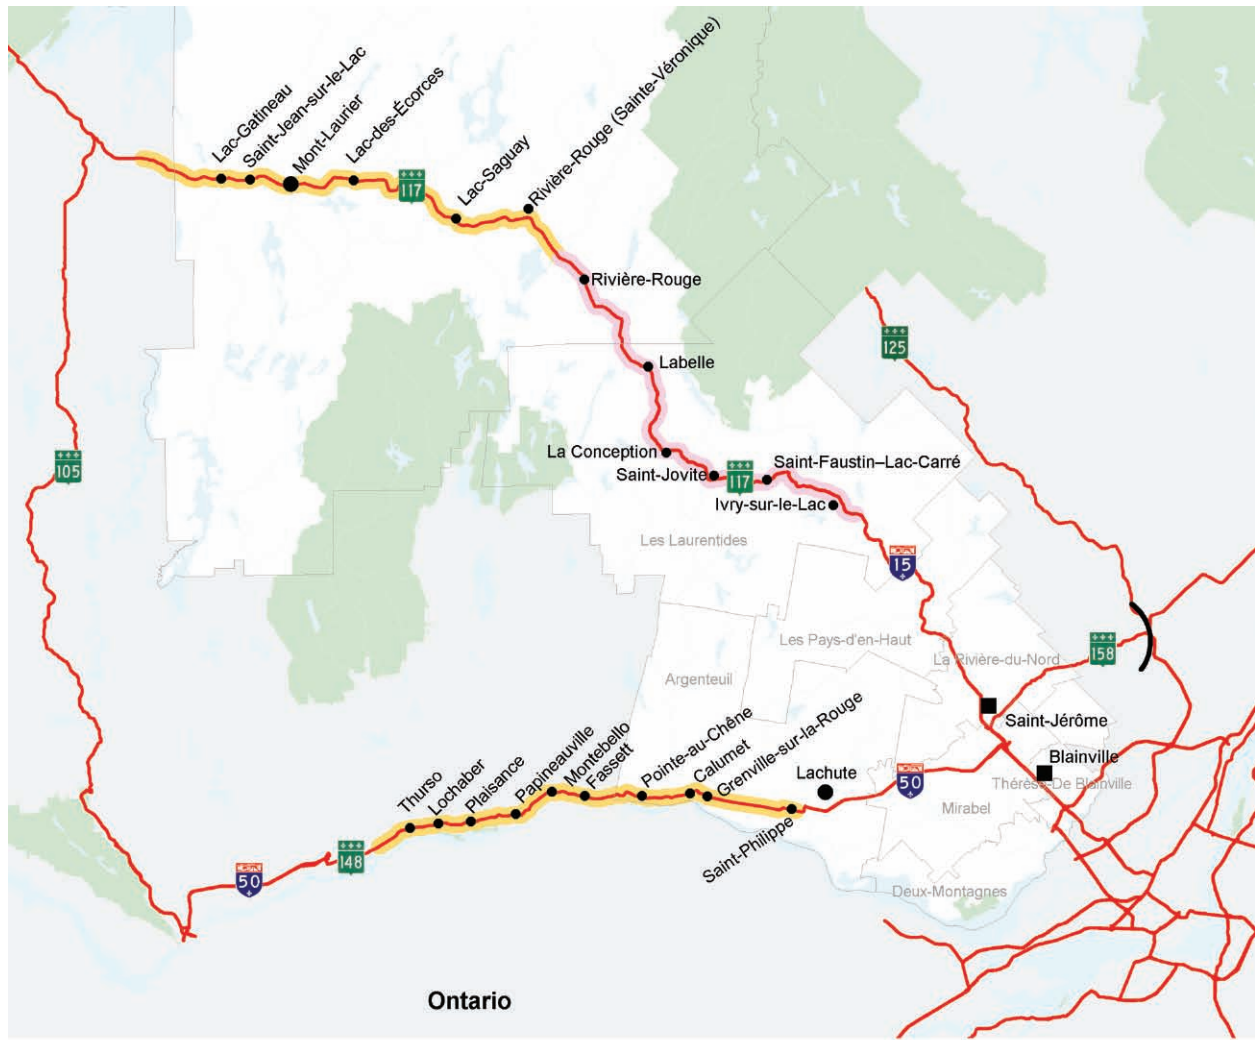 Lac-Gatineau
Saint-Jean-sur-le-Lac
Mont-Laurier
Lac-des-Écorces
117
Lac-Saguay
Rivière-Rouge (Sainte-Véronique)
Rivière-Rouge
125
Labelle
105
La Conception
Saint-Jovite
117
Saint-Faustin–Lac-Carré
Ivry-sur-le-Lac
Les Laurentides
15
Les Pays-d'en-Haut
La Rivière-du-Nord
158
Argenteuil
Saint-Jérôme
Blainville
Thérèse-De Blainville
Thurso
Lochaber
Plaisance
Papineauville
Montebello
Fassett
Pointe-au-Chêne
Calumet
Grenville-sur-la-Rouge
Lachute
50
Mirabel
Saint-Philippe
148
50
Deux-Montagnes
Ontario